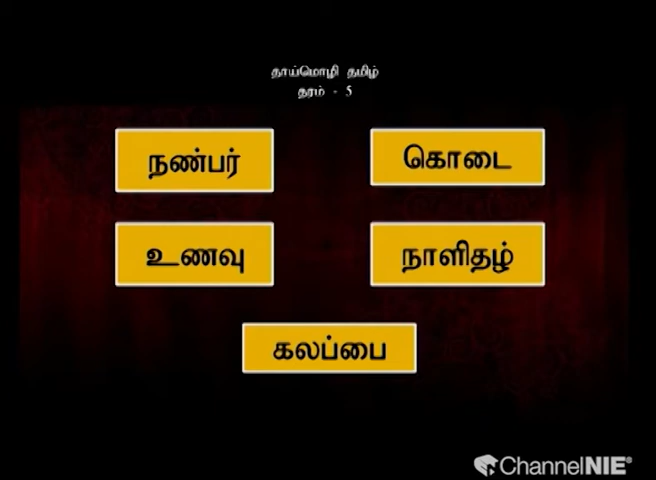 தாய்மொழி தமிழ்
தரம் - 5
நண்பர்
கொடை
உணவு
நாளிதழ்
கலப்பை
ChannelNIE®